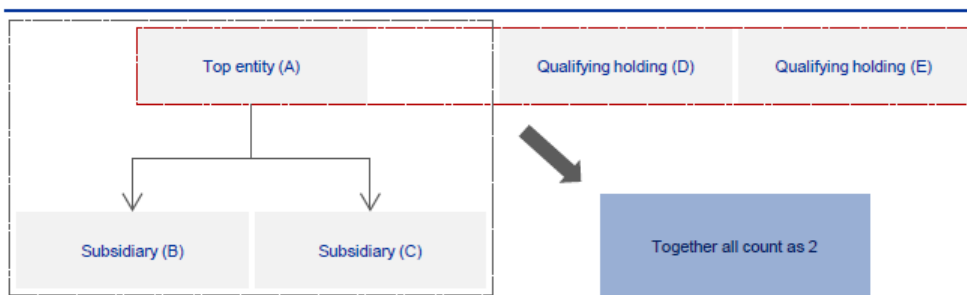 Top entity (A)
Qualifying holding (D)
Qualifying holding (E)
Subsidiary (B)
Subsidiary (C)
Together all count as 2